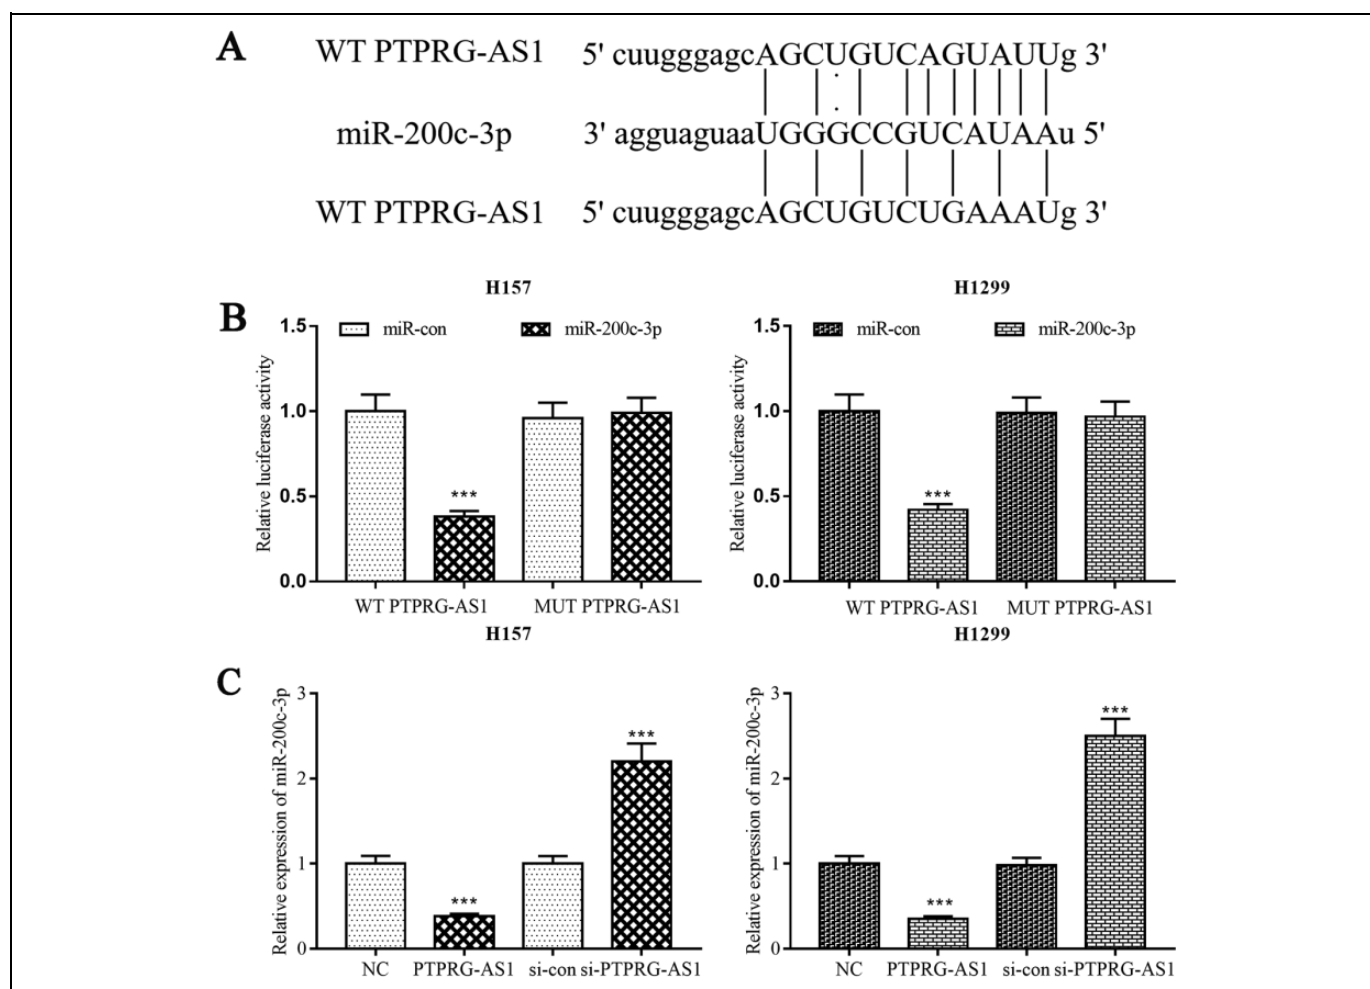 A
WT PTPRG-AS1 5' cuugggagcAGCUGUCAGUAUUg 3'
miR-200c-3p 3' agguaguaaUGGGCCGUCAUAAu 5'
WT PTPRG-AS1 5' cuugggagcAGCUGUCUGAAAUg 3'
B
H157
Relative luciferase activity
1.5
1.0
0.5
0.0
miR-con miR-200c-3p
***
WT PTPRG-AS1 MUT PTPRG-AS1
H1299
Relative luciferase activity
1.5
1.0
0.5
0.0
miR-con miR-200c-3p
***
WT PTPRG-AS1 MUT PTPRG-AS1
C
H157
Relative expression of miR-200c-3p
3
2
1
0
***
***
NC PTPRG-AS1 si-con si-PTPRG-AS1
H1299
Relative expression of miR-200c-3p
3
2
1
0
***
***
NC PTPRG-AS1 si-con si-PTPRG-AS1